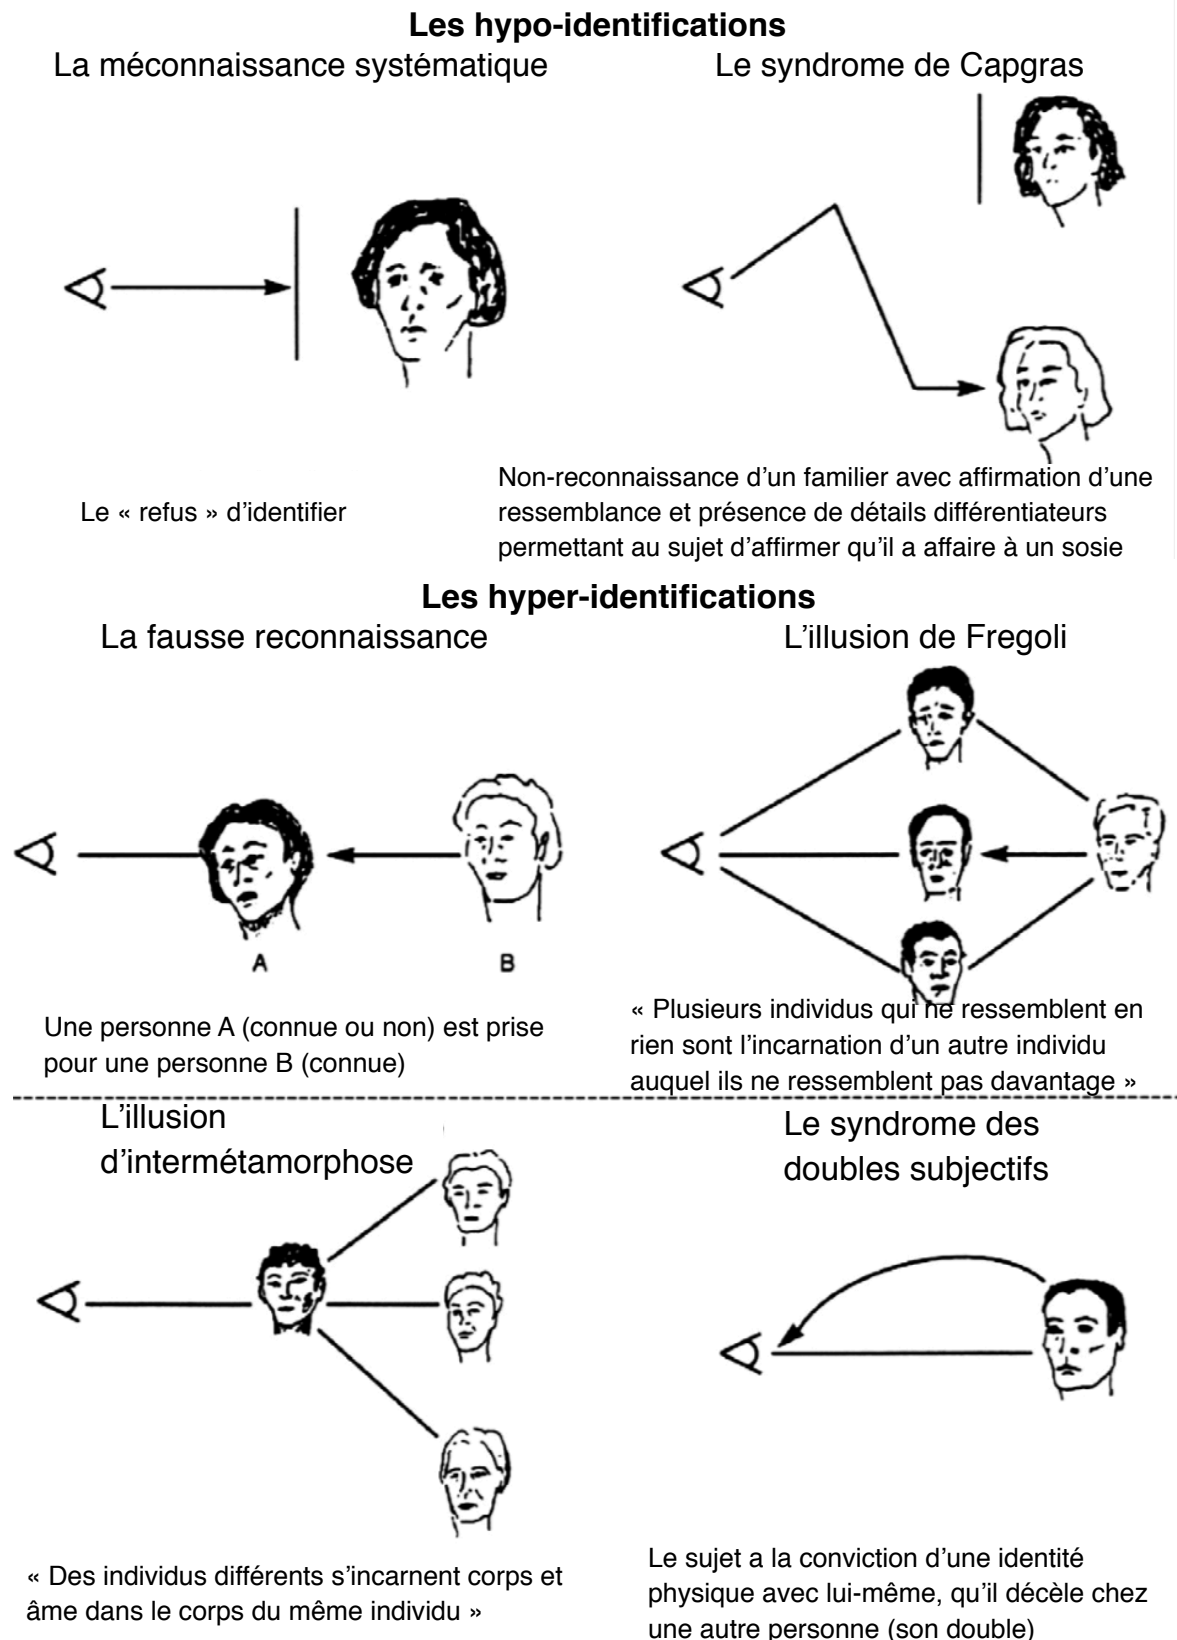 Les hypo-identifications
La méconnaissance systématique
Le syndrome de Capgras
Le « refus » d’identifier
Non-reconnaissance d’un familier avec affirmation d’une
ressemblance et présence de détails différentiateurs
permettant au sujet d’affirmer qu’il a affaire à un sosie
Les hyper-identifications
La fausse reconnaissance
L’illusion de Fregoli
A
B
Une personne A (connue ou non) est prise
pour une personne B (connue)
« Plusieurs individus qui ne ressemblent en
rien sont l’incarnation d’un autre individu
auquel ils ne ressemblent pas davantage »
L’illusion
d’intermétamorphose
Le syndrome des
doubles subjectifs
« Des individus différents s’incarnent corps et
âme dans le corps du même individu »
Le sujet a la conviction d’une identité
physique avec lui-même, qu’il décèle chez
une autre personne (son double)